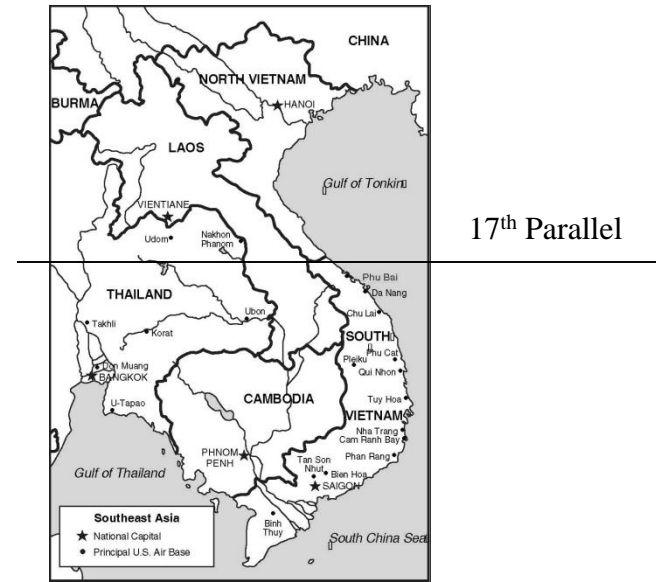 CHINA
NORTH VIETNAM
BURMA
HANOI
LAOS
Gulf of Tonkin
VIENTIANE
17th Parallel
Udorn
Nakhon
Phanom
Phu Bai
Da Nang
THAILAND
Chu Lai
Ubon
Takhli
Korat
SOUTH
Phu Cat
Pleiku
Qui Nhon
Don Muang
BANGKOK
CAMBODIA
Tuy Hoa
U-Tapao
VIETNAM
Nha Trang
Cam Ranh Bay
PHNOM
PENH
Phan Rang
Tan Son
Nhut
Bien Hoa
SAIGON
Gulf of Thailand
Binh
Thuy
South China Sea
Southeast Asia
National Capital
Principal U.S. Air Base